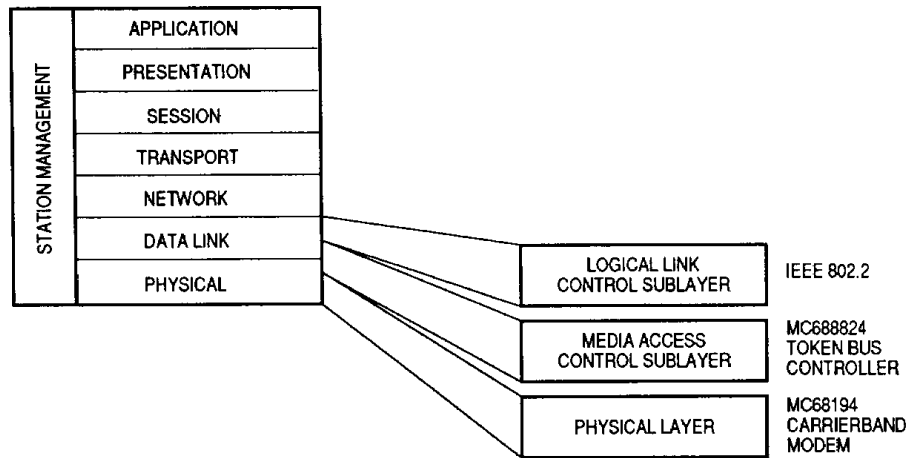 STATION MANAGEMENT
APPLICATION
PRESENTATION
SESSION
TRANSPORT
NETWORK
DATA LINK
PHYSICAL
LOGICAL LINK
CONTROL SUBLAYER
IEEE 802.2
MEDIA ACCESS
CONTROL SUBLAYER
MC688824
TOKEN BUS
CONTROLLER
PHYSICAL LAYER
MC68194
CARRIERBAND
MODEM